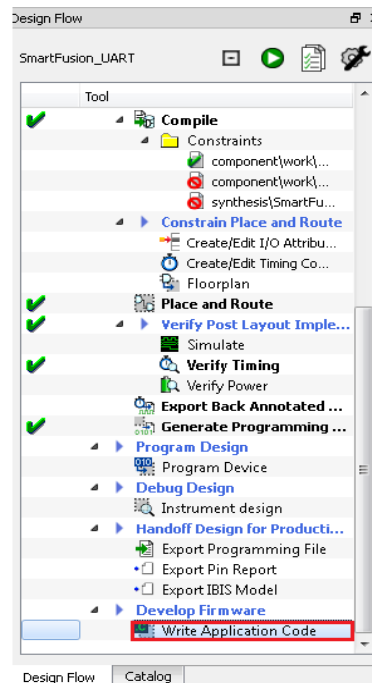 Design Flow
SmartFusion_UART
Tool
Compile
Constraints
component\work\...
component\work\...
synthesis\SmartFu...
Constrain Place and Route
Create/Edit I/O Attribu...
Create/Edit Timing Co...
Floorplan
Place and Route
Verify Post Layout Imple...
Simulate
Verify Timing
Verify Power
Export Back Annotated ...
Generate Programming ...
Program Design
Program Device
Debug Design
Instrument design
Handoff Design for Producti...
Export Programming File
Export Pin Report
Export IBIS Model
Develop Firmware
Write Application Code
Design Flow Catalog